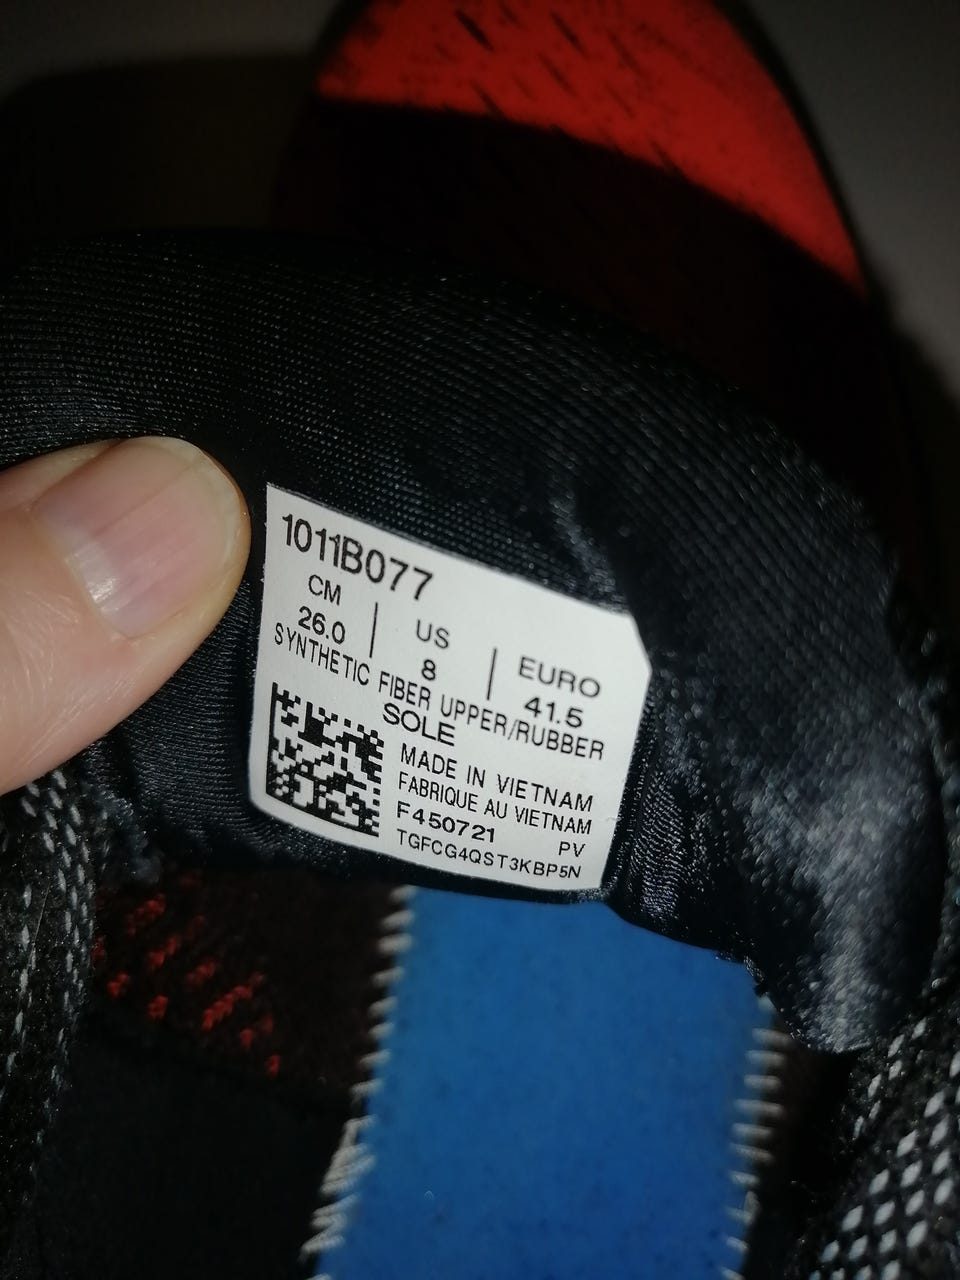 1011B077
CM | US | EURO
26.0 | 8 | 41.5
SYNTHETIC FIBER UPPER/RUBBER
SOLE
MADE IN VIETNAM
FABRIQUE AU VIETNAM
F450721 PV
TGFCG4QST3KBP5N